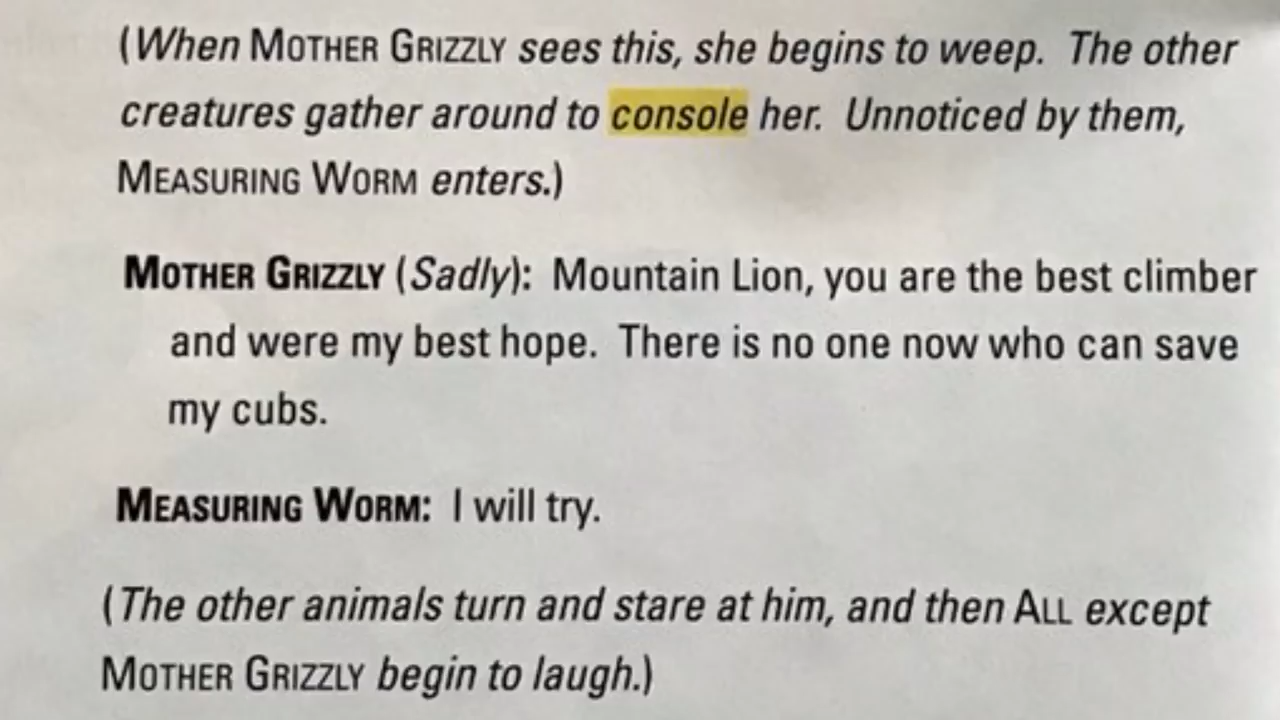 (When MOTHER GRIZZLY sees this, she begins to weep. The other
creatures gather around to console her. Unnoticed by them,
MEASURING WORM enters.)
MOTHER GRIZZLY (Sadly): Mountain Lion, you are the best climber
and were my best hope. There is no one now who can save
my cubs.
MEASURING WORM: I will try.
(The other animals turn and stare at him, and then ALL except
MOTHER GRIZZLY begin to laugh.)